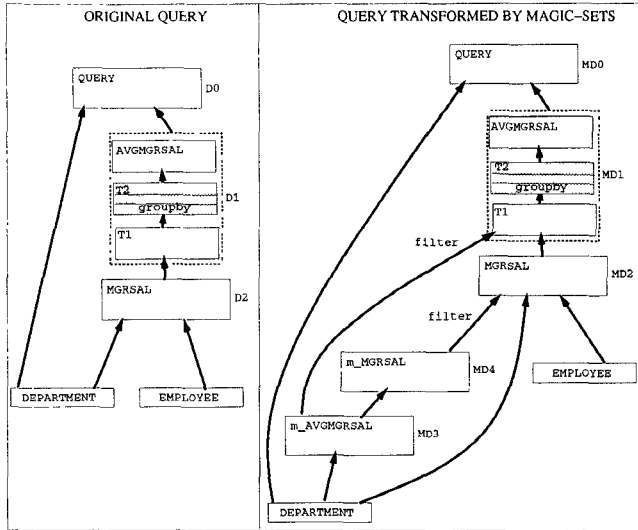 ORIGINAL QUERY
QUERY
D0
AVGMGRSAL
T2
groupby
D1
T1
MGRSAL
D2
DEPARTMENT
EMPLOYEE
QUERY TRANSFORMED BY MAGIC-SETS
QUERY
MD0
AVGMGRSAL
T2
groupby
MD1
T1
filter
MGRSAL
MD2
filter
m_MGRSAL
MD4
EMPLOYEE
m_AVGMGRSAL
MD3
DEPARTMENT